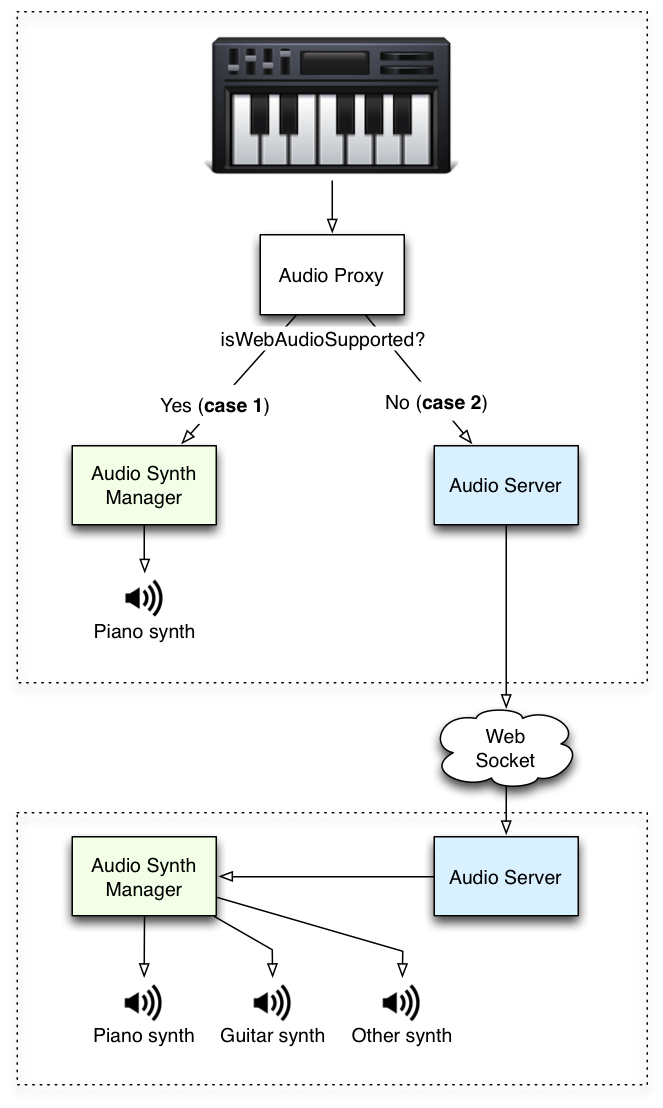 Audio Proxy
isWebAudioSupported?
Yes (case 1)
No (case 2)
Audio Synth
Manager
Audio Server
Piano synth
Web
Socket
Audio Synth
Manager
Audio Server
Piano synth
Guitar synth
Other synth